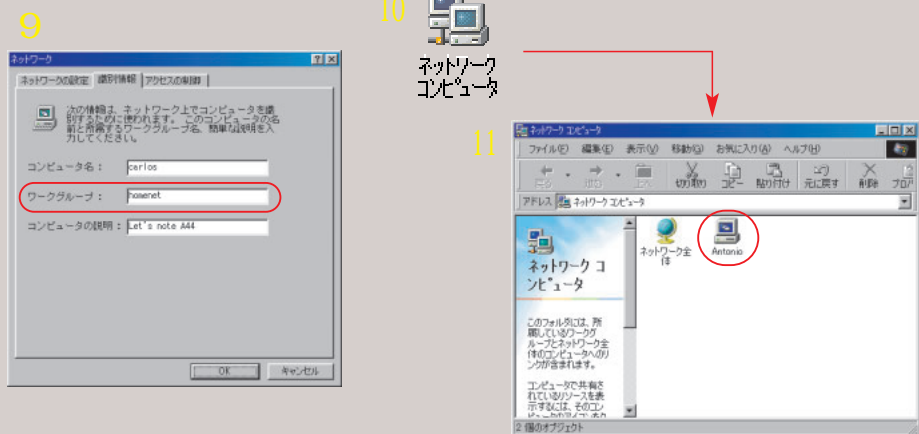 9
ネットワーク
ネットワークの設定 識別情報 アクセスの制御
次の情報は、ネットワーク上でコンピュータを識
別するために使われます。このコンピュータの名
前と所属するワークグループ名、簡単な説明を入
力してください。
コンピュータ名：
carlos
ワークグループ：
homenet
コンピュータの説明：
Let's note A44
OK
キャンセル
10
ネットワーク
コンピュータ
11
ネットワーク コンピュータ
ファイル(F) 編集(E) 表示(V) 移動(G) お気に入り(A) ヘルプ(H)
戻る 進む 上へ 切り取り コピー 貼り付け 元に戻す 削除 プロパ
アドレス ネットワーク コンピュータ
ネットワーク コ
ンピュータ
このフォルダには、所
属しているワークグ
ループとネットワーク全
体のコンピュータへのリ
ンクが含まれます。
コンピュータで共有さ
れているリソースを表
示するには、そのコン
ネットワーク全
体
Antonio
2 個のオブジェクト